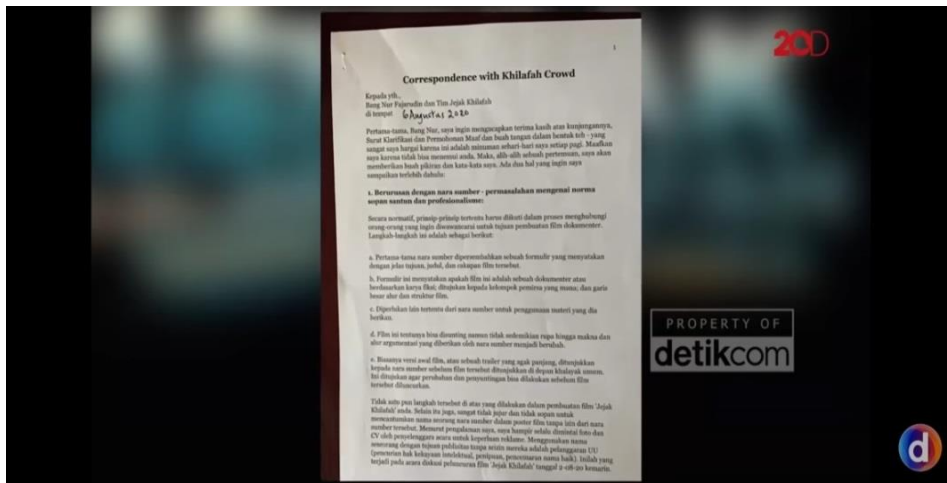 20D
1
Correspondence with Khilafah Crowd
Kepada yth.,
Bang Nur Fajarudin dan Tim Jejak Khilafah
di tempat 6 Agustus 2020
Pertama-tama, Bang Nur, saya ingin mengucapkan terima kasih atas kunjungannya,
Surat Klarifikasi dan Permohonan Maaf dan buah tangan dalam bentuk teh - yang
sangat saya hargai karena ini adalah minuman sehari-hari saya setiap pagi. Maafkan
saya karena tidak bisa menemui anda. Maka, alih-alih sebuah pertemuan, saya akan
memberikan buah pikiran dan kata-kata saya. Ada dua hal yang ingin saya
sampaikan terlebih dahulu:
1. Berurusan dengan nara sumber - permasalahan mengenai norma
sopan santun dan profesionalisme:
Secara normatif, prinsip-prinsip tertentu harus diikuti dalam proses menghubungi
orang-orang yang ingin diwawancarai untuk tujuan pembuatan film dokumenter.
Langkah-langkah ini adalah sebagai berikut:
a. Pertama-tama nara sumber dipersembahkan sebuah formulir yang menyatakan
dengan jelas tujuan, judul, dan cakupan film tersebut.
b. Formulir ini menyatakan apakah film ini adalah sebuah dokumenter atau
berdasarkan karya fiksi; ditujukan kepada kelompok pemirsa yang mana; dan garis
besar alur dan struktur film.
c. Diperlukan izin tertentu dari nara sumber untuk penggunaan materi yang dia
berikan.
d. Film ini tentunya bisa disunting namun tidak sedemikian rupa hingga makna dan
alur argumentasi yang diberikan oleh nara sumber menjadi berubah.
e. Biasanya versi awal film, atau sebuah trailer yang agak panjang, ditunjukkan
kepada nara sumber sebelum film tersebut ditunjukkan di depan khalayak umum.
Ini ditujukan agar perubahan dan penyuntingan bisa dilakukan sebelum film
tersebut diluncurkan.
Tidak satu pun langkah tersebut di atas yang dilakukan dalam pembuatan film 'Jejak
Khilafah' anda. Selain itu juga, sangat tidak jujur dan tidak sopan untuk
mencantumkan nama seorang nara sumber dalam poster film tanpa izin dari nara
sumber tersebut. Menurut pengalaman saya, saya hampir selalu dimintai foto dan
CV oleh penyelenggara acara untuk keperluan reklame. Menggunakan nama
seseorang dengan tujuan publisitas tanpa seizin mereka adalah pelanggaran UU
(pencurian hak kekayaan intelektual, penipuan, pencemaran nama baik). Inilah yang
terjadi pada acara diskusi peluncuran film 'Jejak Khilafah' tanggal 2-08-20 kemarin.
PROPERTY OF
detikcom
d